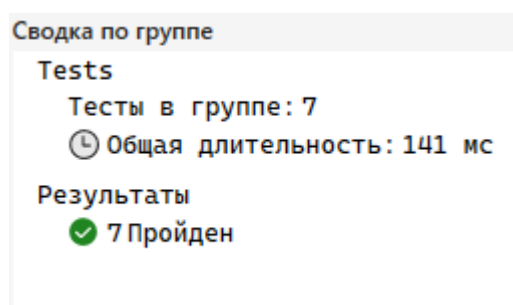 Сводка по группе
Tests
Тесты в группе: 7
Общая длительность: 141 мс
Результаты
7 Пройден